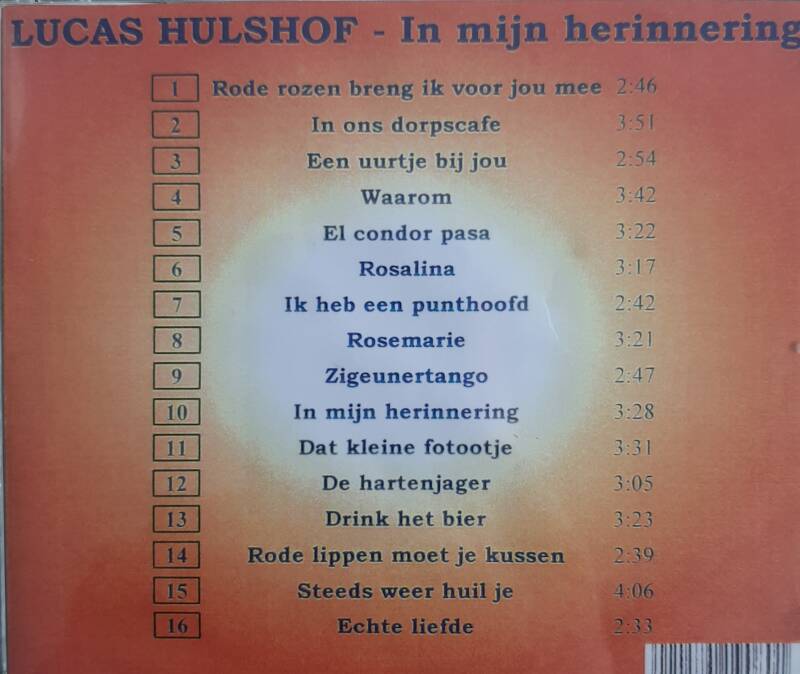 LUCAS HULSHOF - In mijn herinnering
1 Rode rozen breng ik voor jou mee 2:46
2 In ons dorpscafe 3:51
3 Een uurtje bij jou 2:54
4 Waarom 3:42
5 El condor pasa 3:22
6 Rosalina 3:17
7 Ik heb een punthoofd 2:42
8 Rosemarie 3:21
9 Zigeunertango 2:47
10 In mijn herinnering 3:28
11 Dat kleine fotootje 3:31
12 De hartenjager 3:05
13 Drink het bier 3:23
14 Rode lippen moet je kussen 2:39
15 Steeds weer huil je 4:06
16 Echte liefde 2:33